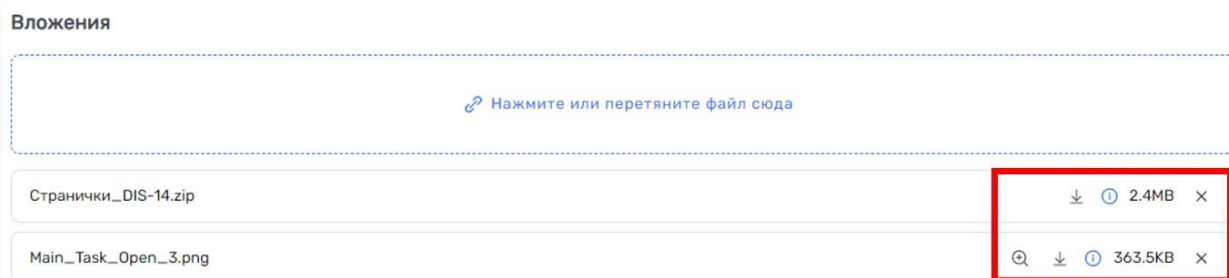 Вложения
Нажмите или перетяните файл сюда
Странички_DIS-14.zip 2.4MB
Main_Task_Open_3.png 363.5KB